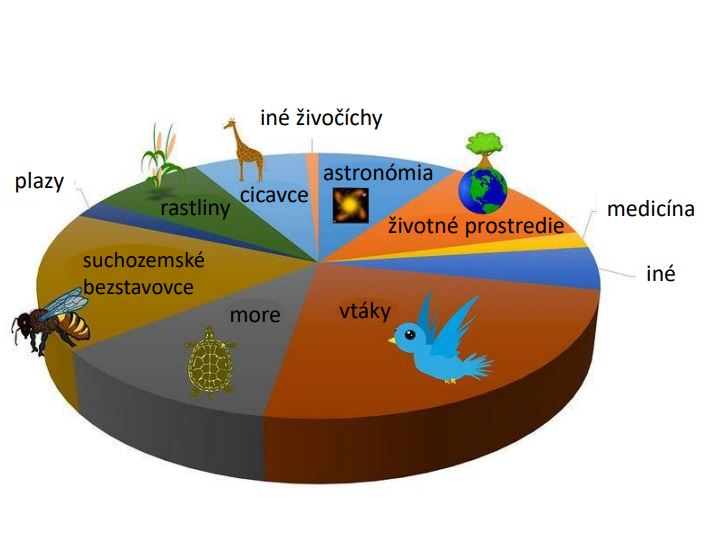 iné živočíchy
astronómia
plazy
cicavce
rastliny
životné prostredie
medicína
suchozemské
bezstavovce
iné
more
vtáky